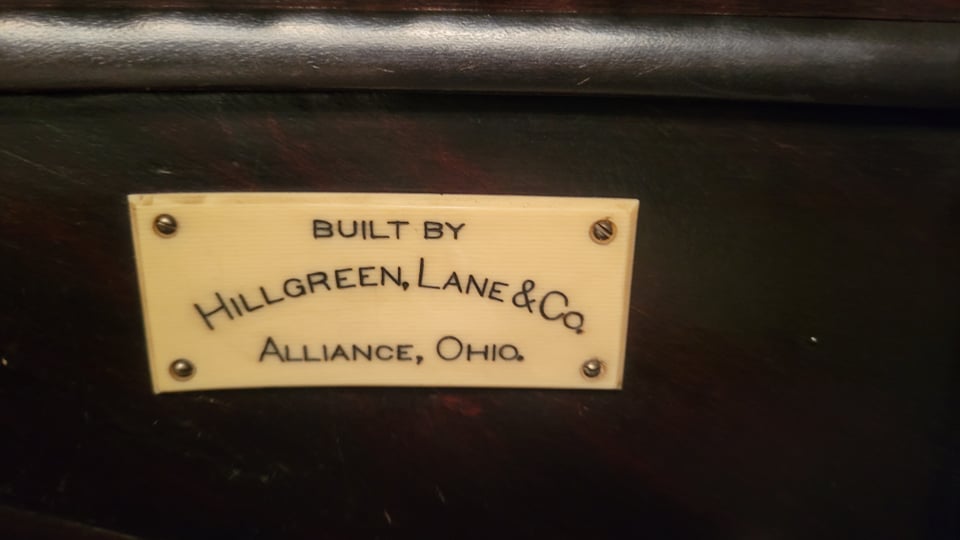 BUILT BY
HILLGREEN, LANE & CO.
ALLIANCE, OHIO.